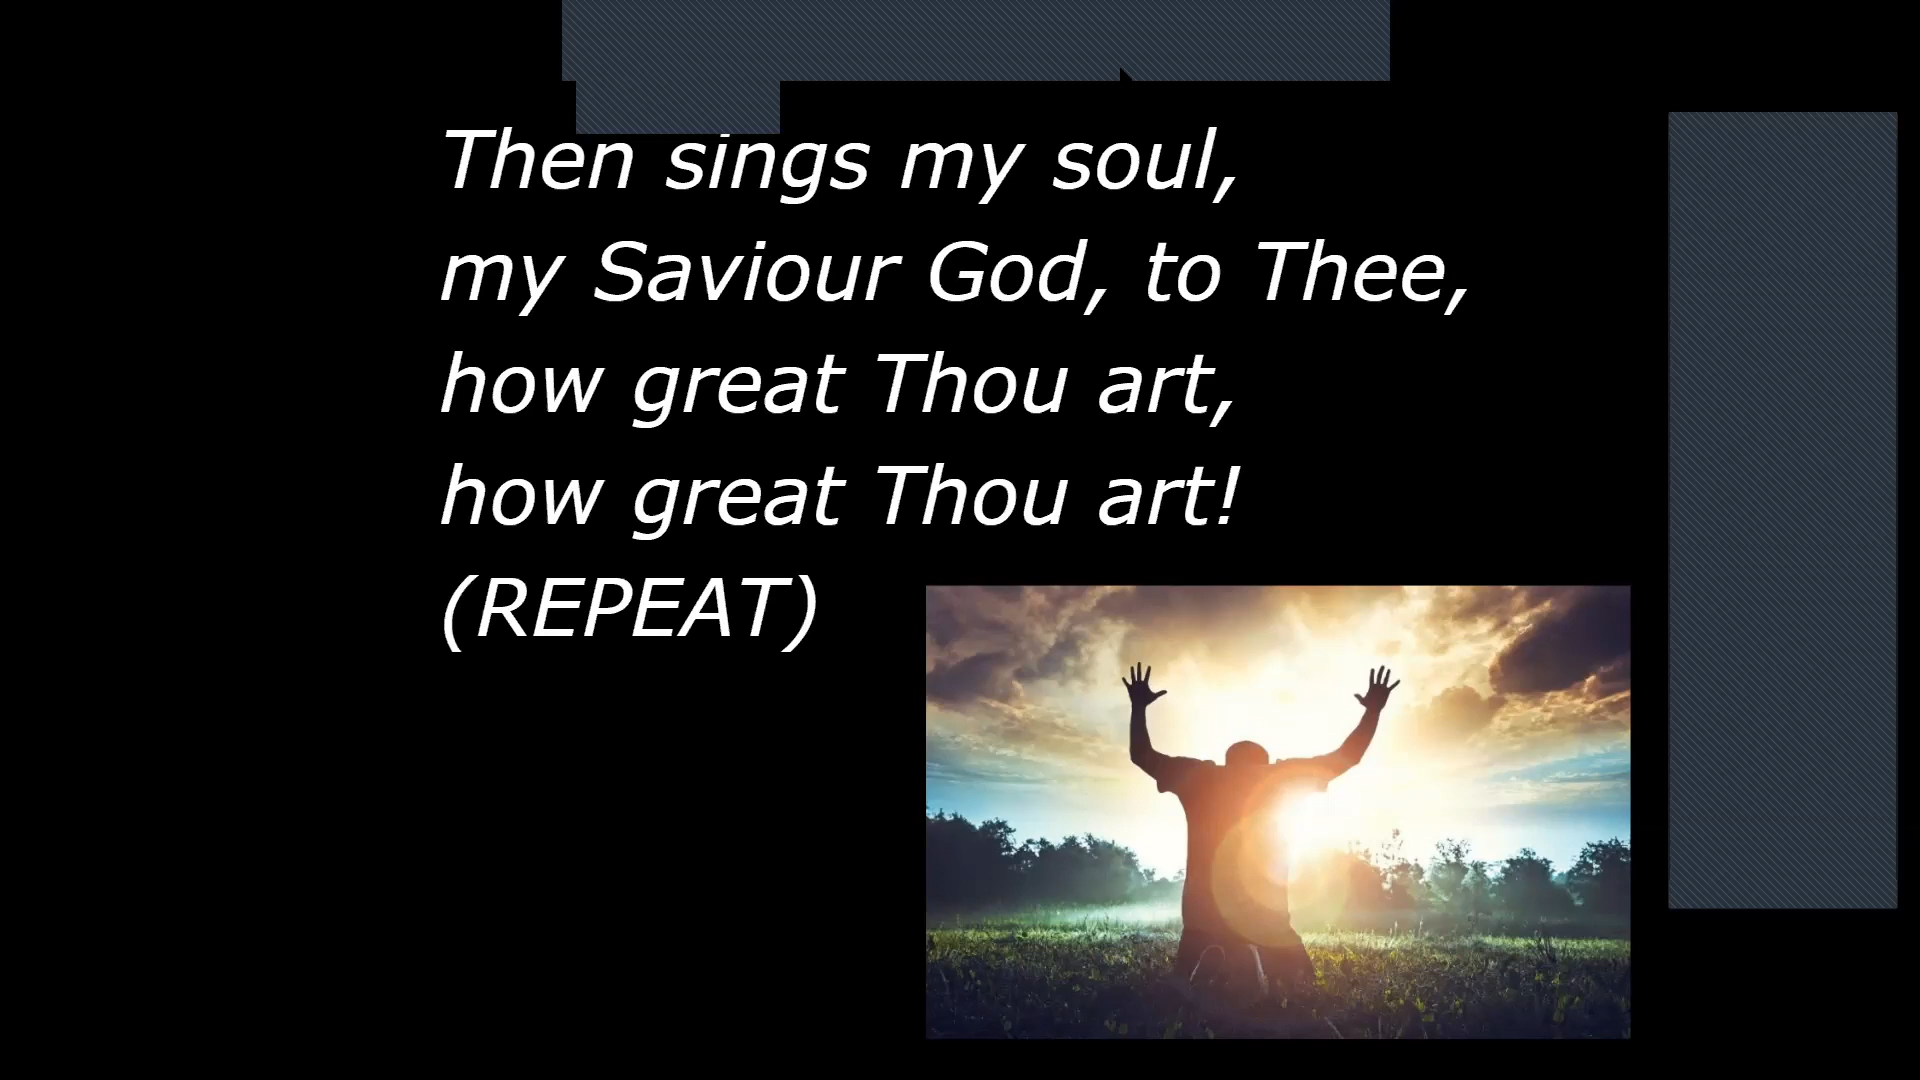 Then sings my soul,
my Saviour God, to Thee,
how great Thou art,
how great Thou art!
(REPEAT)